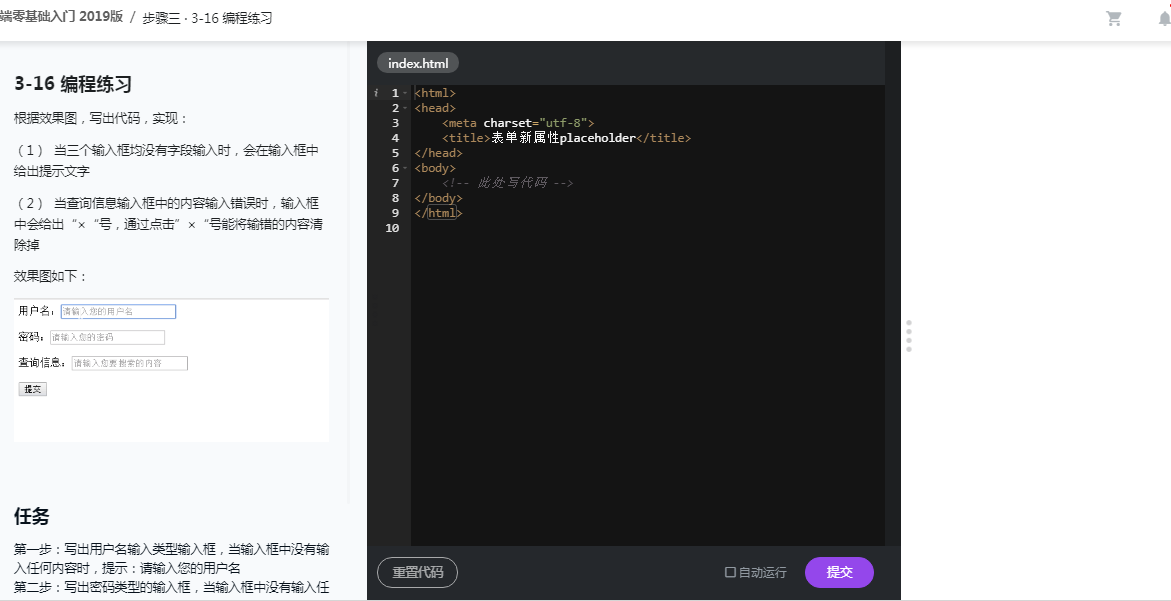 端零基础入门 2019版 / 步骤三 · 3-16 编程练习
3-16 编程练习
根据效果图，写出代码，实现：
（1） 当三个输入框均没有字段输入时，会在输入框中
给出提示文字
（2） 当查询信息输入框中的内容输入错误时，输入框
中会给出“×“号，通过点击”×“号能将输错的内容清
除掉
效果图如下：
用户名： 请输入您的用户名
密码： 请输入您的密码
查询信息： 请输入您要搜索的内容
提交
任务
第一步：写出用户名输入类型输入框，当输入框中没有输
入任何内容时，提示：请输入您的用户名
第二步：写出密码类型的输入框，当输入框中没有输入任
index.html
i 1 <html>
2 <head>
3 <meta charset="utf-8">
4 <title>表单新属性placeholder</title>
5 </head>
6 <body>
7 <!-- 此处写代码 -->
8 </body>
9 </html>
10
重置代码
自动运行
提交